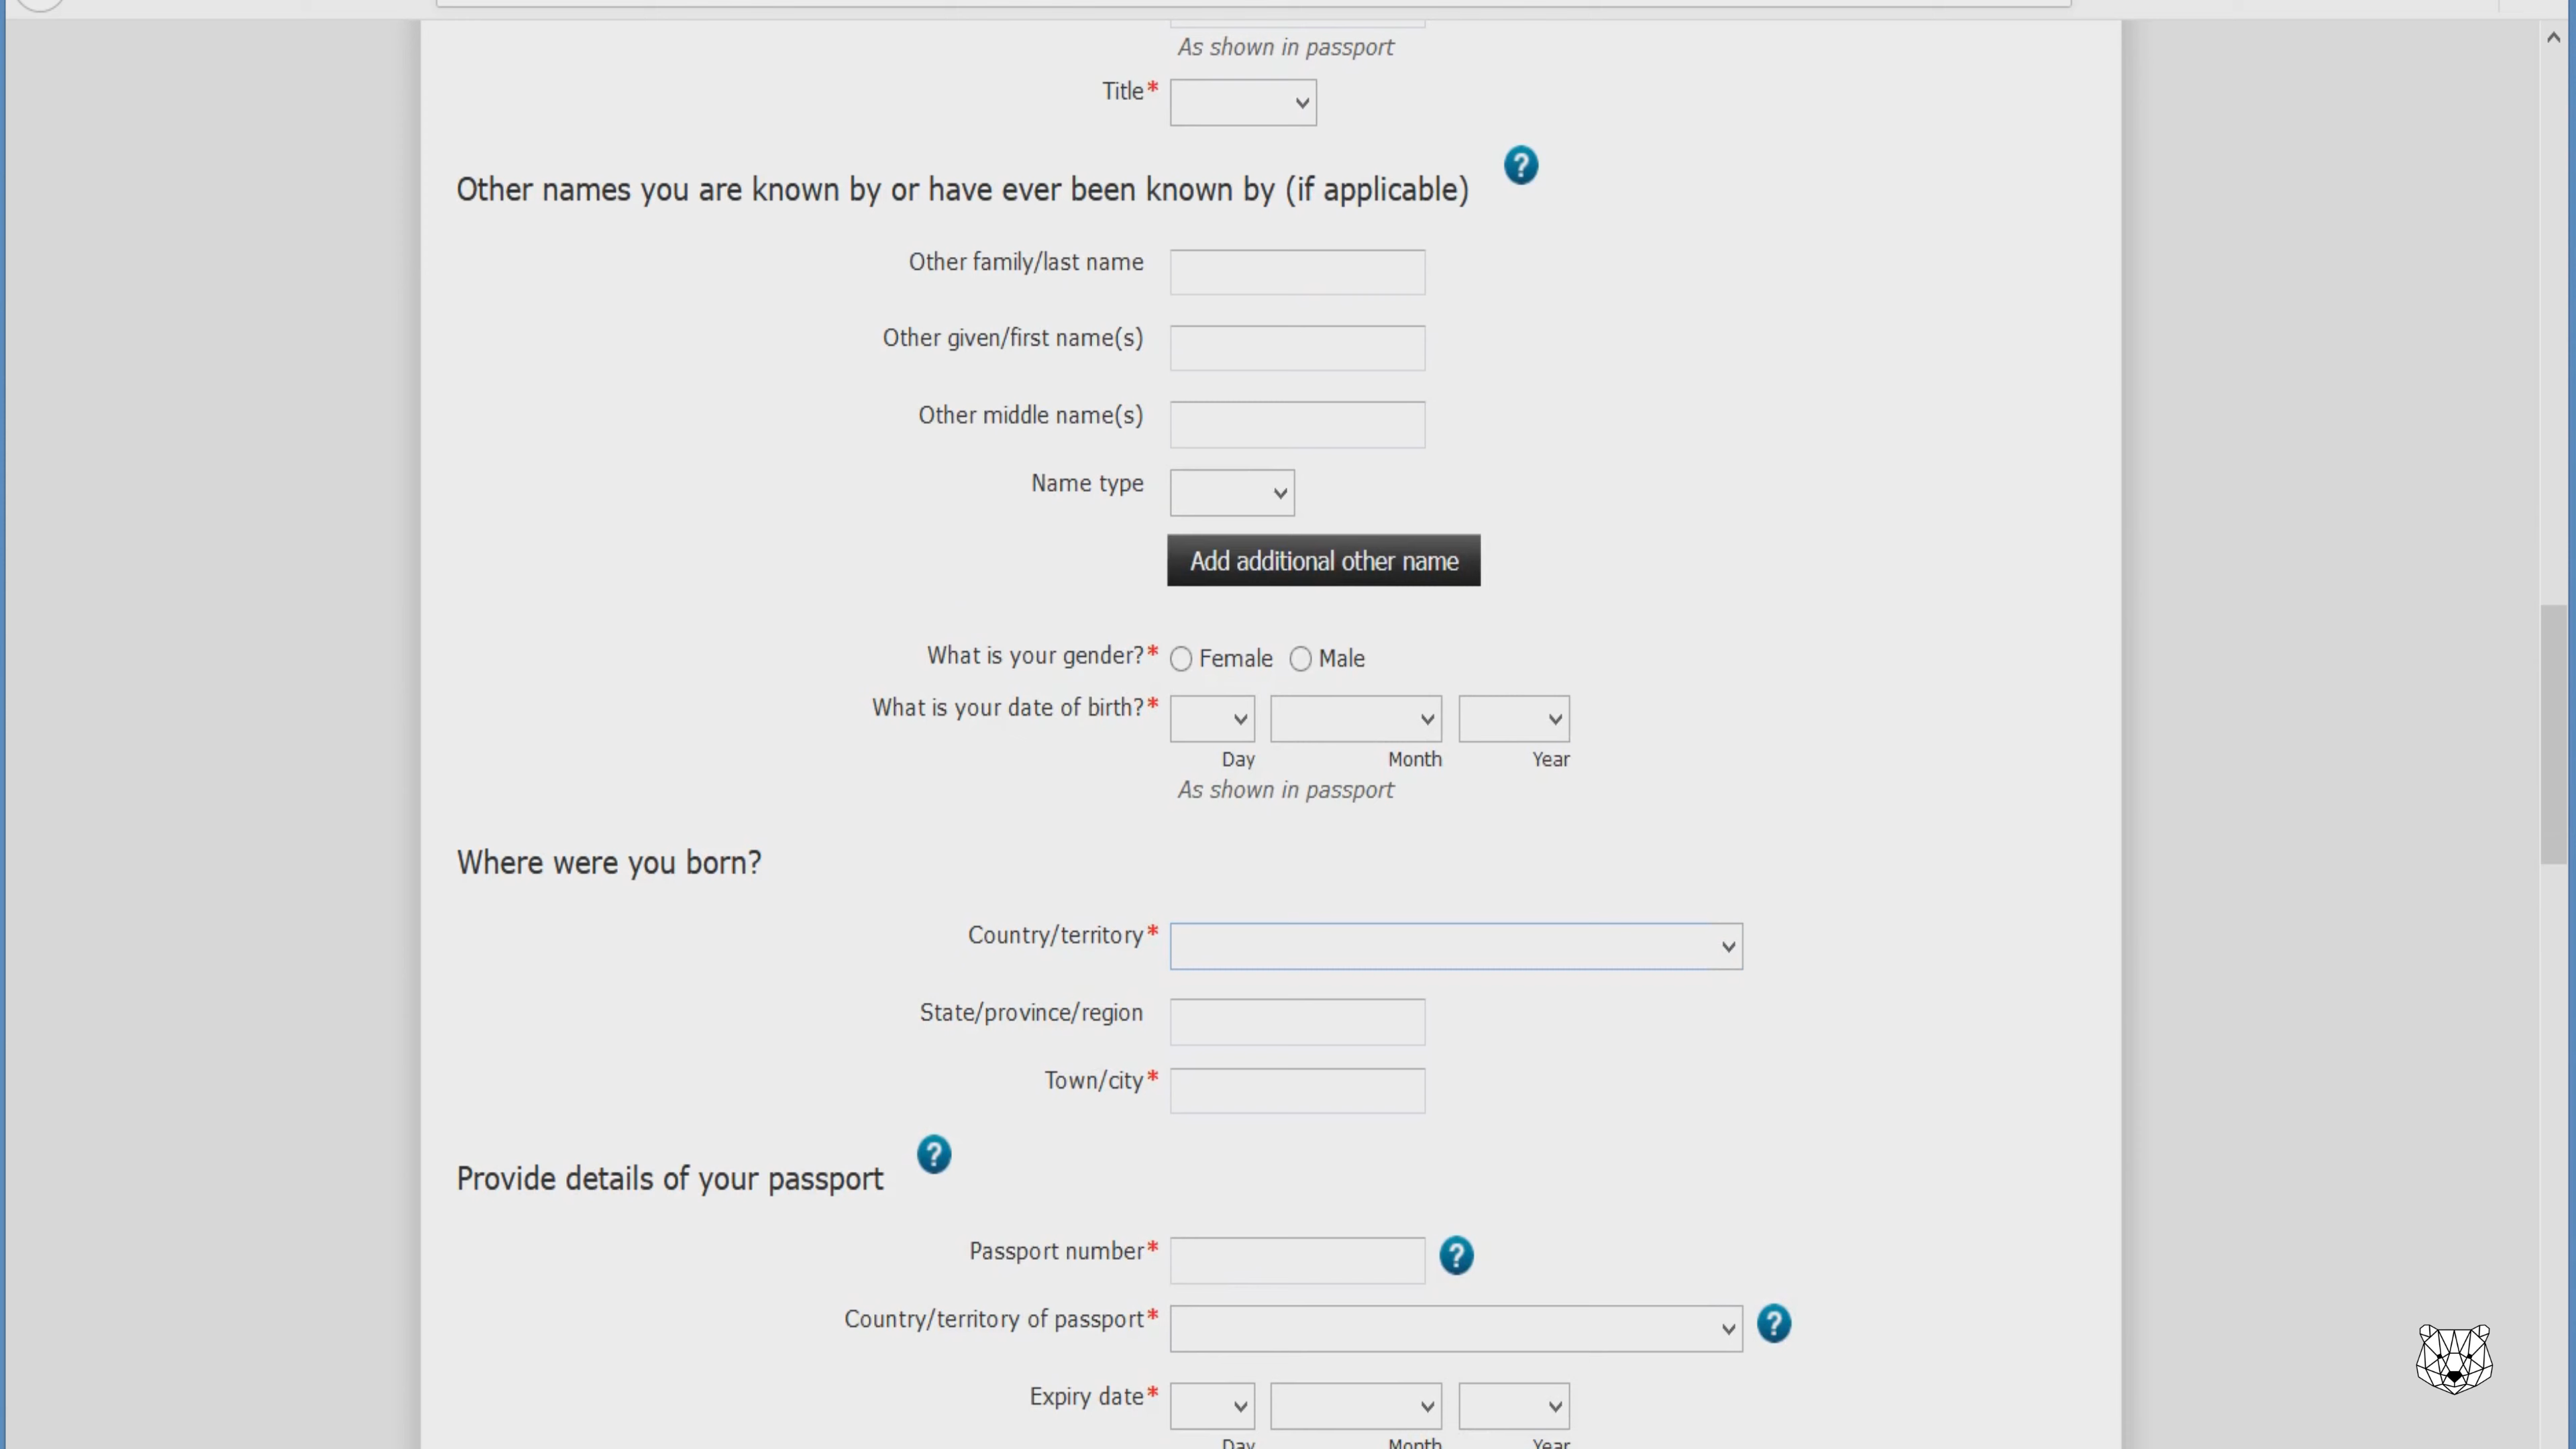 As shown in passport
Title*
Other names you are known by or have ever been known by (if applicable) ?
Other family/last name
Other given/first name(s)
Other middle name(s)
Name type
Add additional other name
What is your gender?* Female Male
What is your date of birth?*
Day Month Year
As shown in passport
Where were you born?
Country/territory*
State/province/region
Town/city*
Provide details of your passport ?
Passport number* ?
Country/territory of passport* ?
Expiry date*
Day Month Year